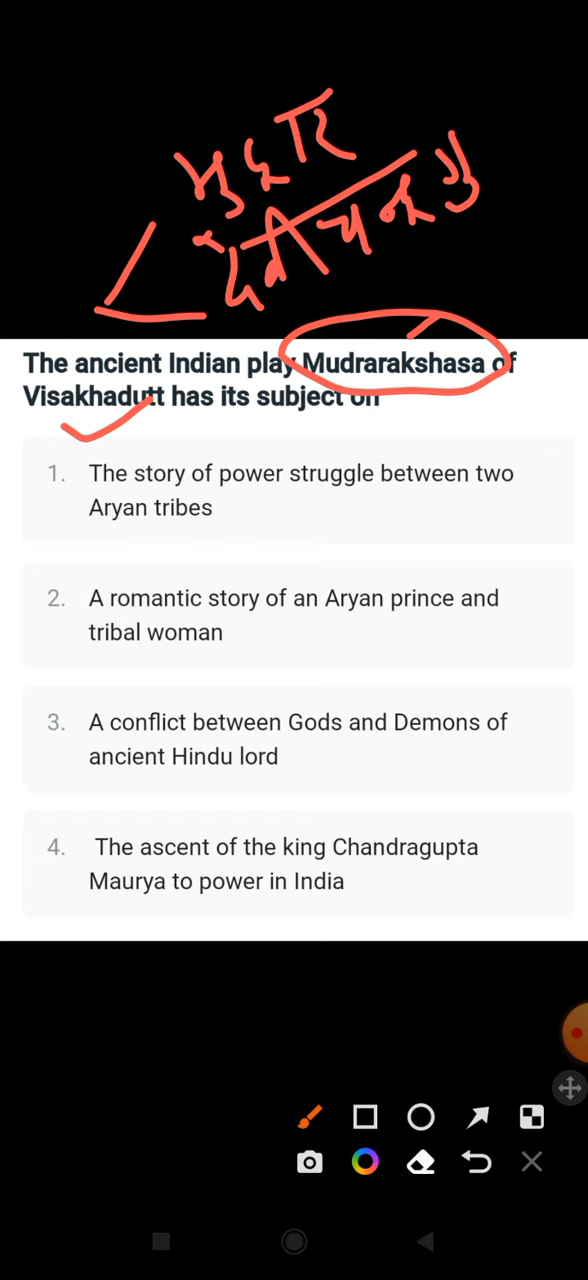 The ancient Indian play Mudrarakshasa of
Visakhadutt has its subject on
1. The story of power struggle between two
Aryan tribes
2. A romantic story of an Aryan prince and
tribal woman
3. A conflict between Gods and Demons of
ancient Hindu lord
4. The ascent of the king Chandragupta
Maurya to power in India